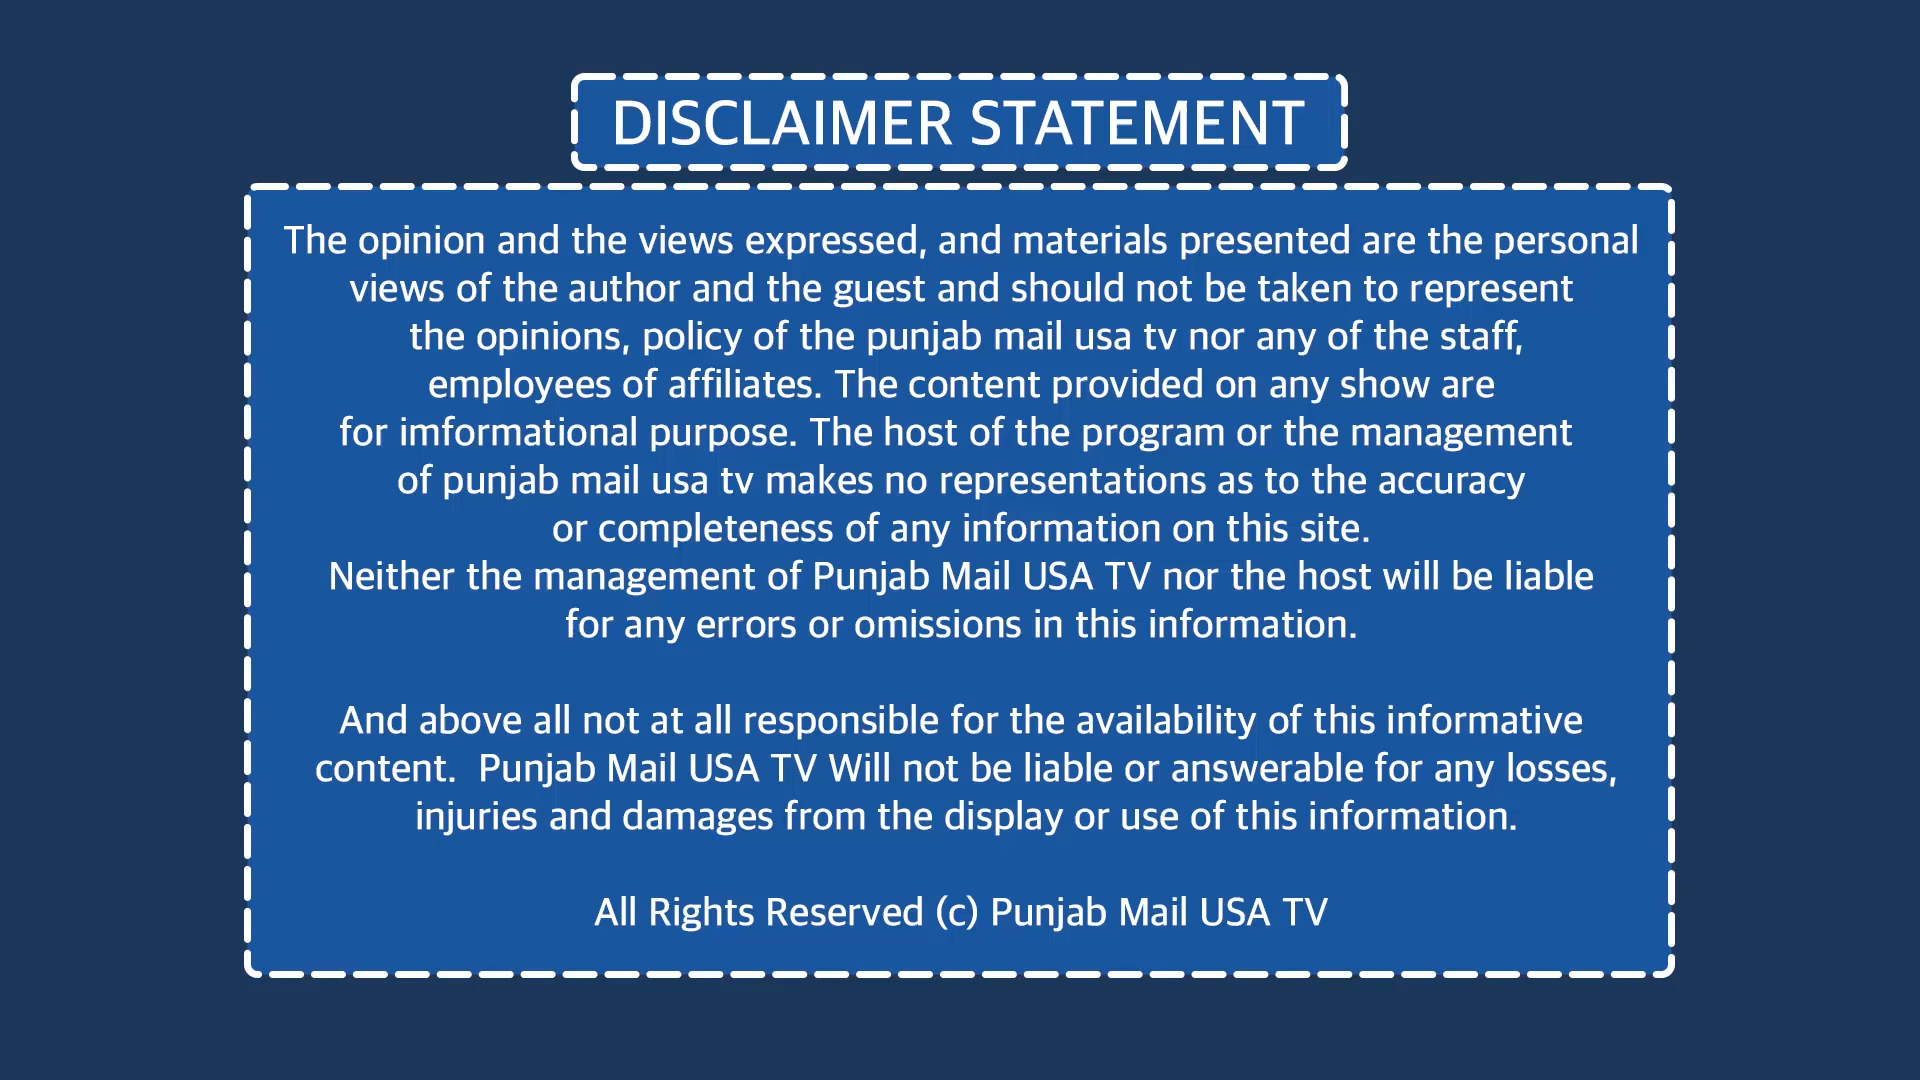 DISCLAIMER STATEMENT
The opinion and the views expressed, and materials presented are the personal
views of the author and the guest and should not be taken to represent
the opinions, policy of the punjab mail usa tv nor any of the staff,
employees of affiliates. The content provided on any show are
for imformational purpose. The host of the program or the management
of punjab mail usa tv makes no representations as to the accuracy
or completeness of any information on this site.
Neither the management of Punjab Mail USA TV nor the host will be liable
for any errors or omissions in this information.
And above all not at all responsible for the availability of this informative
content. Punjab Mail USA TV Will not be liable or answerable for any losses,
injuries and damages from the display or use of this information.
All Rights Reserved (c) Punjab Mail USA TV